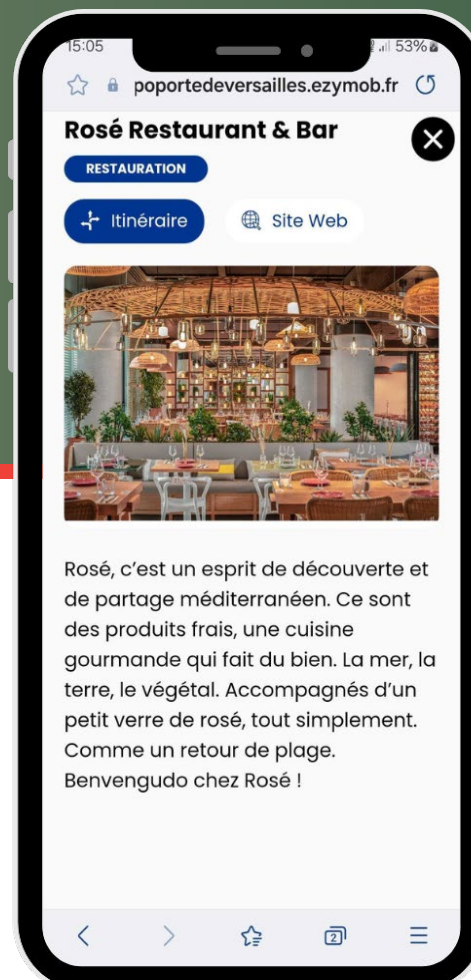 15:05
53%
poportedeversailles.ezymob.fr
Rosé Restaurant & Bar
RESTAURATION
Itinéraire
Site Web
Rosé, c’est un esprit de découverte et
de partage méditerranéen. Ce sont
des produits frais, une cuisine
gourmande qui fait du bien. La mer, la
terre, le végétal. Accompagnés d’un
petit verre de rosé, tout simplement.
Comme un retour de plage.
Benvengudo chez Rosé !
2